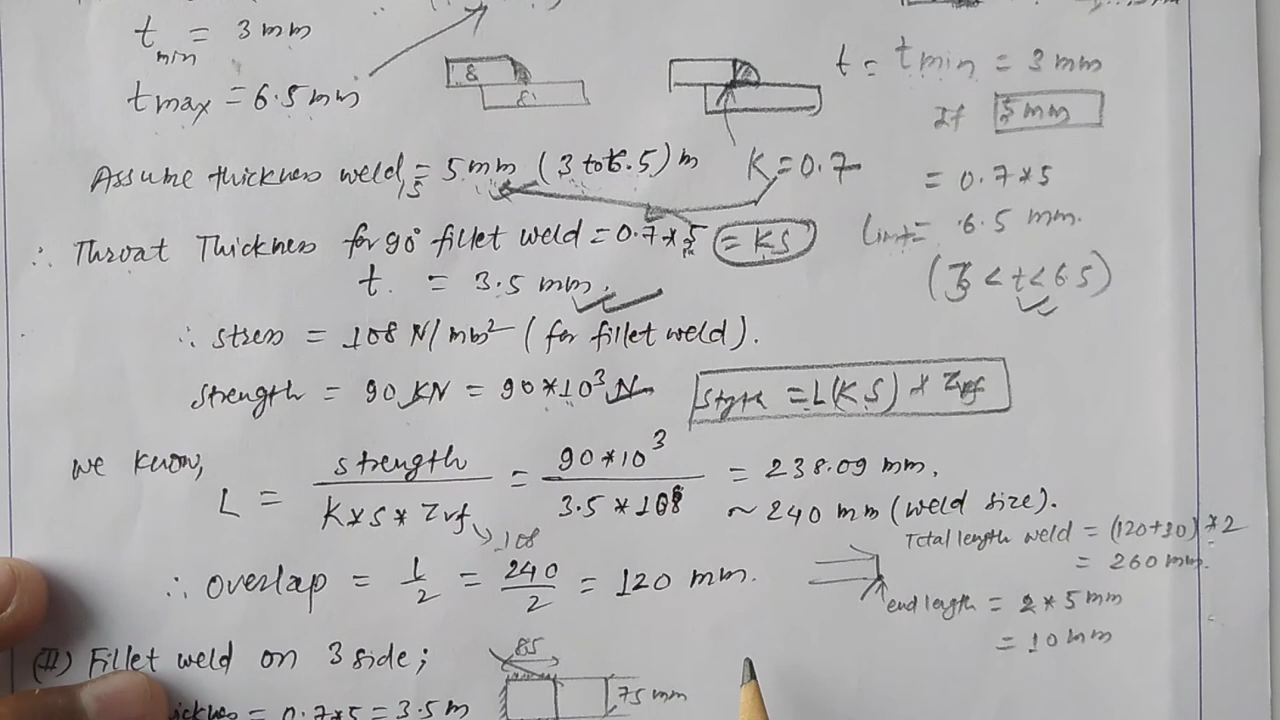 t min = 3 mm
t max = 6.5 mm
8
8
t = t min = 3 mm
If 5 mm
= 0.7 * 5
Limit = 6.5 mm.
(3 < t < 6.5)
Assume thickness weld, s = 5 mm (3 to 6.5) m K = 0.7
∴ Throat Thickness for 90° fillet weld = 0.7 * 5 = KS
t. = 3.5 mm.
∴ stress = 108 N/mm² (for fillet weld).
strength = 90 KN = 90 * 10³ N
= L(K S) * Zvf
we know,
L = strength / K * S * Zvf = 90 * 10³ / 3.5 * 108 = 238.09 mm.
108
~ 240 mm (weld size).
Total length weld = (120+10) * 2
= 260 mm.
∴ overlap = L/2 = 240/2 = 120 mm.
end length = 2 * 5 mm
= 10 mm
(II) Fillet weld on 3 side;
85
75 mm
= 0.7 * 5 = 3.5 m